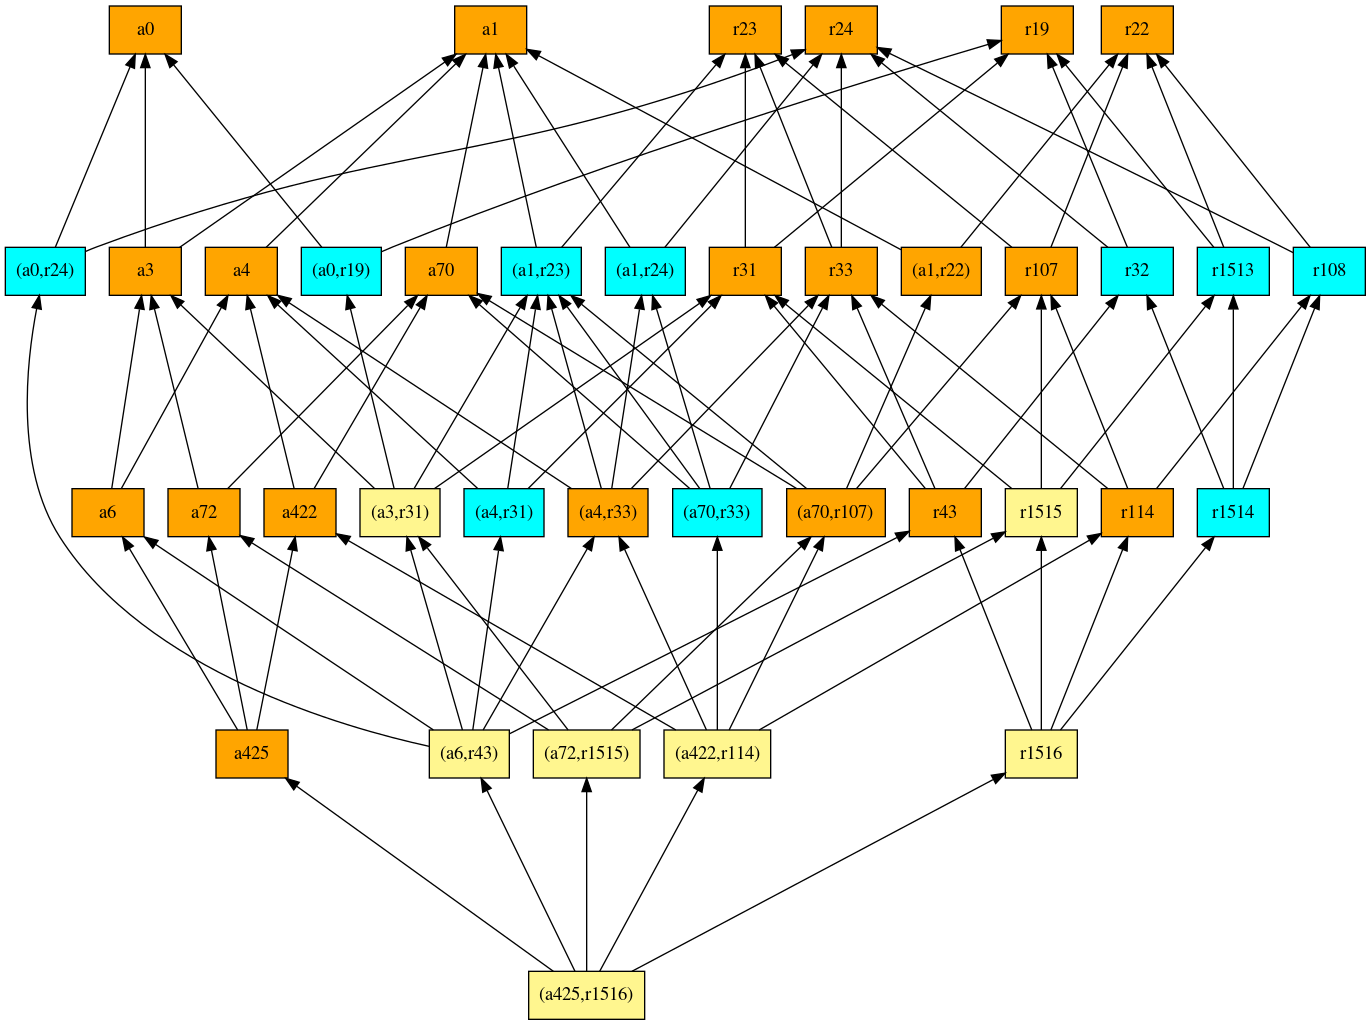 a0
a1
r23
r24
r19
r22
(a0,r24)
a3
a4
(a0,r19)
a70
(a1,r23)
(a1,r24)
r31
r33
(a1,r22)
r107
r32
r1513
r108
a6
a72
a422
(a3,r31)
(a4,r31)
(a4,r33)
(a70,r33)
(a70,r107)
r43
r1515
r114
r1514
a425
(a6,r43)
(a72,r1515)
(a422,r114)
r1516
(a425,r1516)